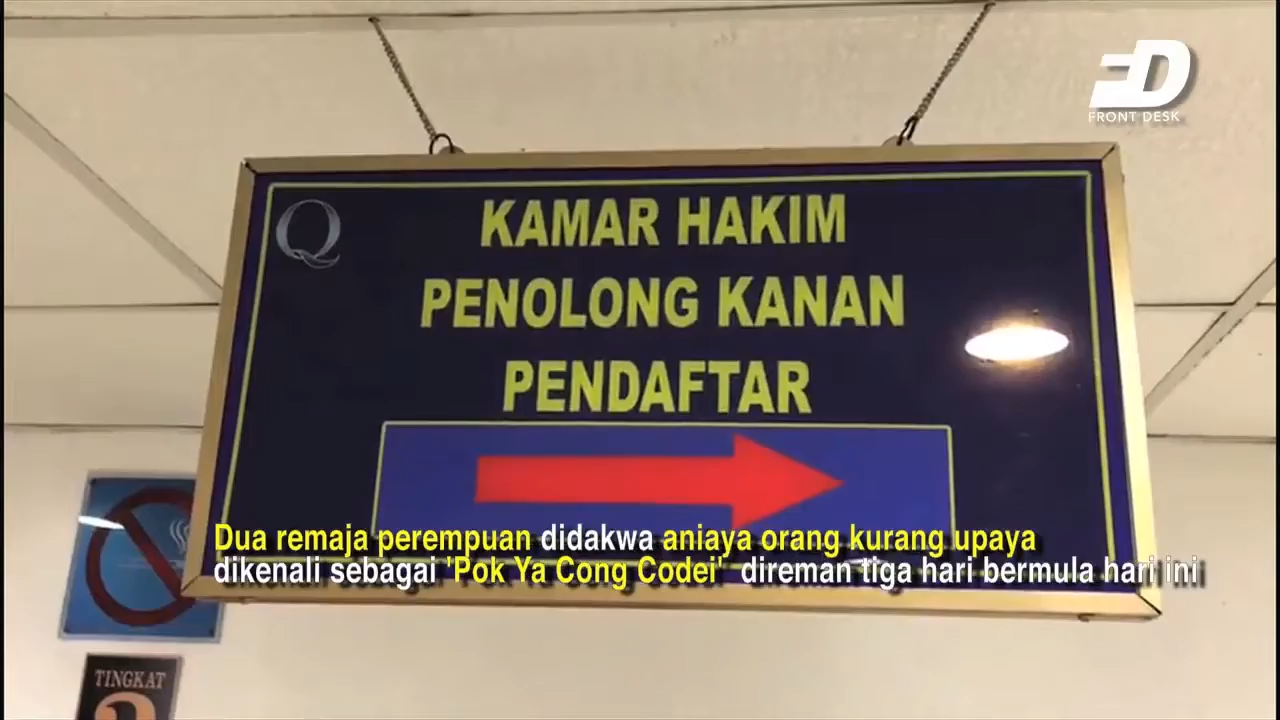 FD
FRONT DESK
Q
KAMAR HAKIM
PENOLONG KANAN
PENDAFTAR
Dua remaja perempuan didakwa aniaya orang kurang upaya
dikenali sebagai 'Pok Ya Cong Codei' direman tiga hari bermula hari ini
TINGKAT